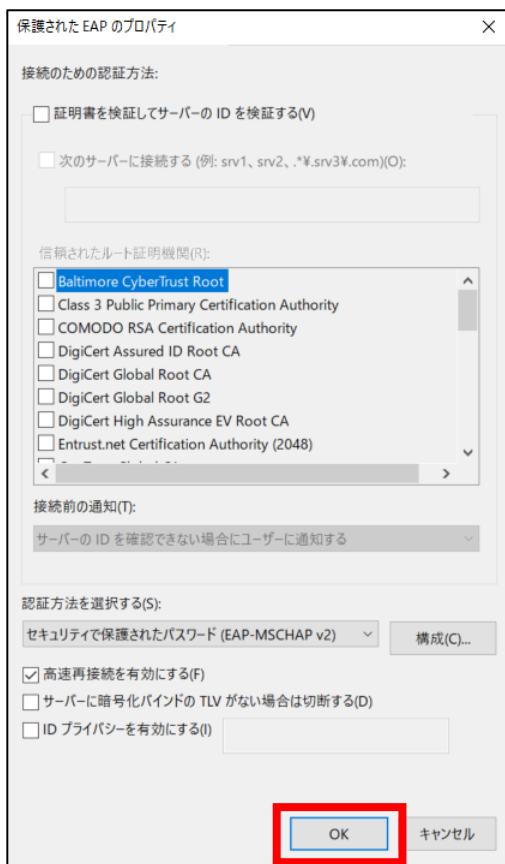 保護された EAP のプロパティ
接続のための認証方法:
証明書を検証してサーバーの ID を検証する(V)
次のサーバーに接続する (例: srv1、srv2、.*¥.srv3¥.com)(O):
信頼されたルート証明機関(R):
Baltimore CyberTrust Root
Class 3 Public Primary Certification Authority
COMODO RSA Certification Authority
DigiCert Assured ID Root CA
DigiCert Global Root CA
DigiCert Global Root G2
DigiCert High Assurance EV Root CA
Entrust.net Certification Authority (2048)
接続前の通知(T):
サーバーの ID を確認できない場合にユーザーに通知する
認証方法を選択する(S):
セキュリティで保護されたパスワード (EAP-MSCHAP v2)
構成(C)...
高速再接続を有効にする(F)
サーバーに暗号化バインドの TLV がない場合は切断する(D)
ID プライバシーを有効にする(I)
OK
キャンセル